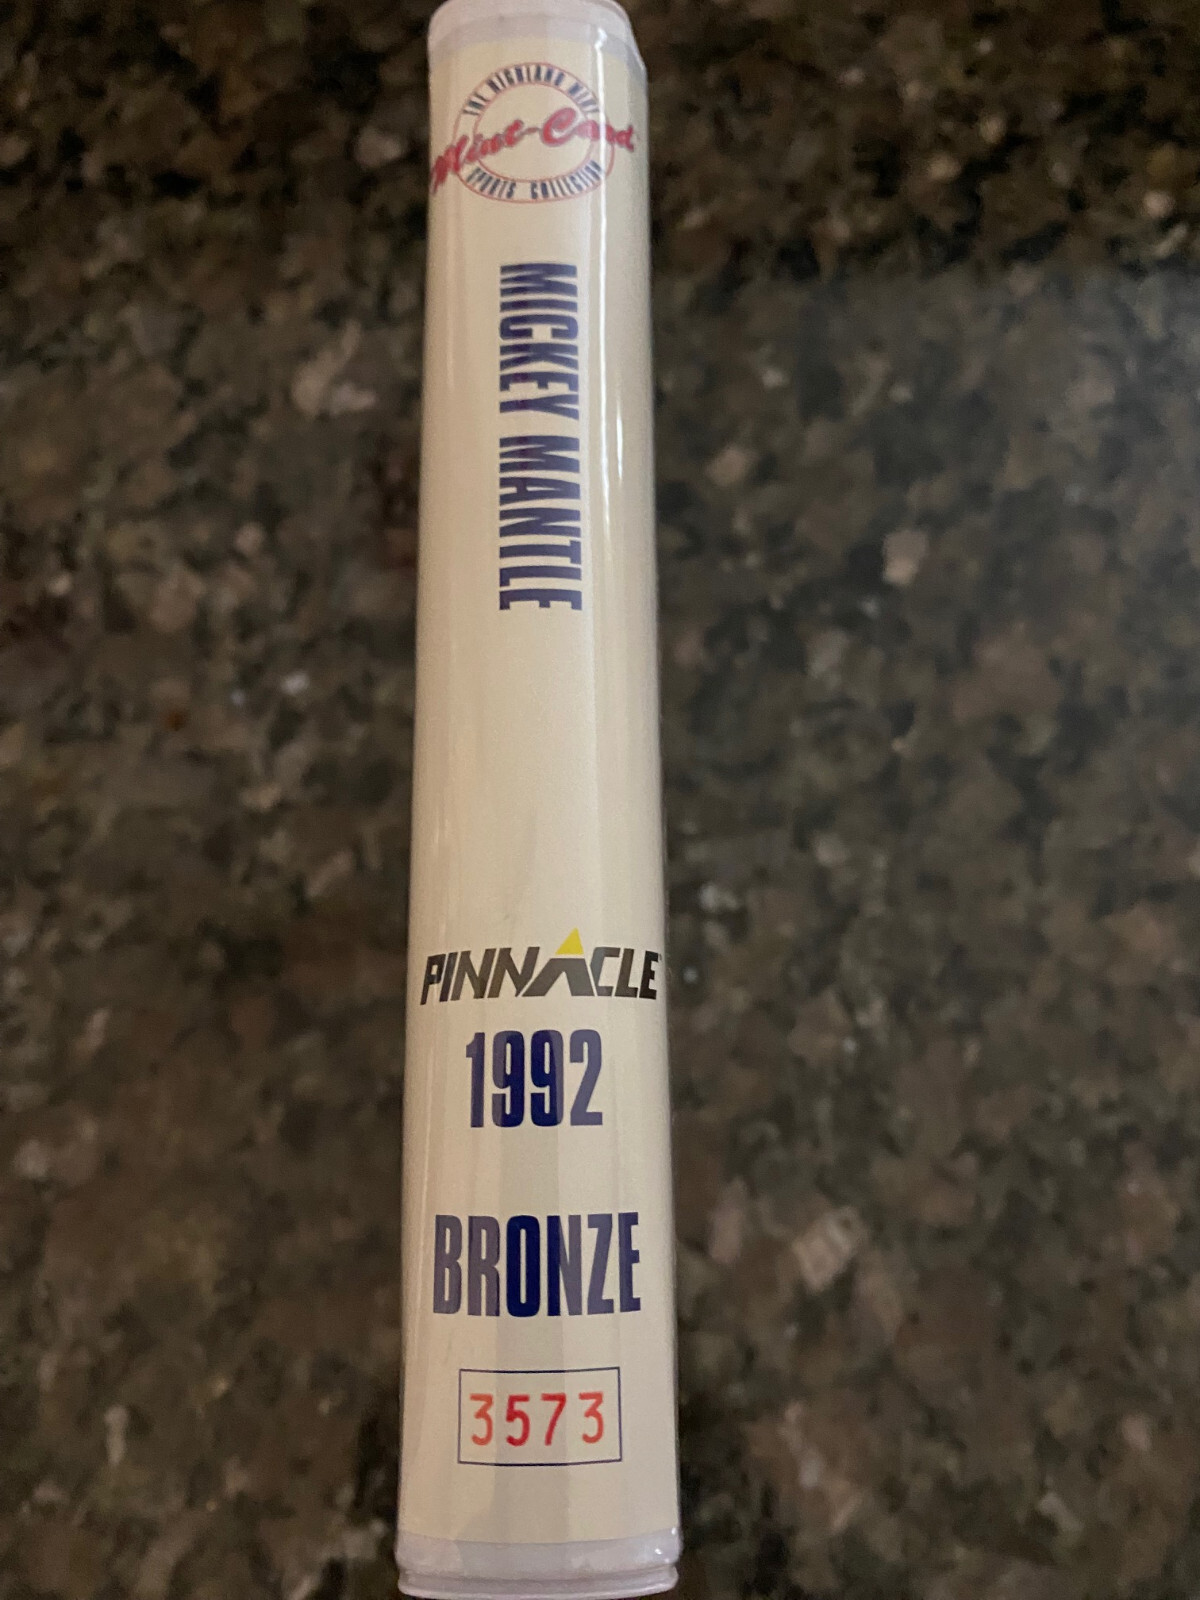 THE HIGHLAND MINT
Mint-Card
SPORTS COLLECTION
MICKEY MANTLE
PINNACLE
1992
BRONZE
3573